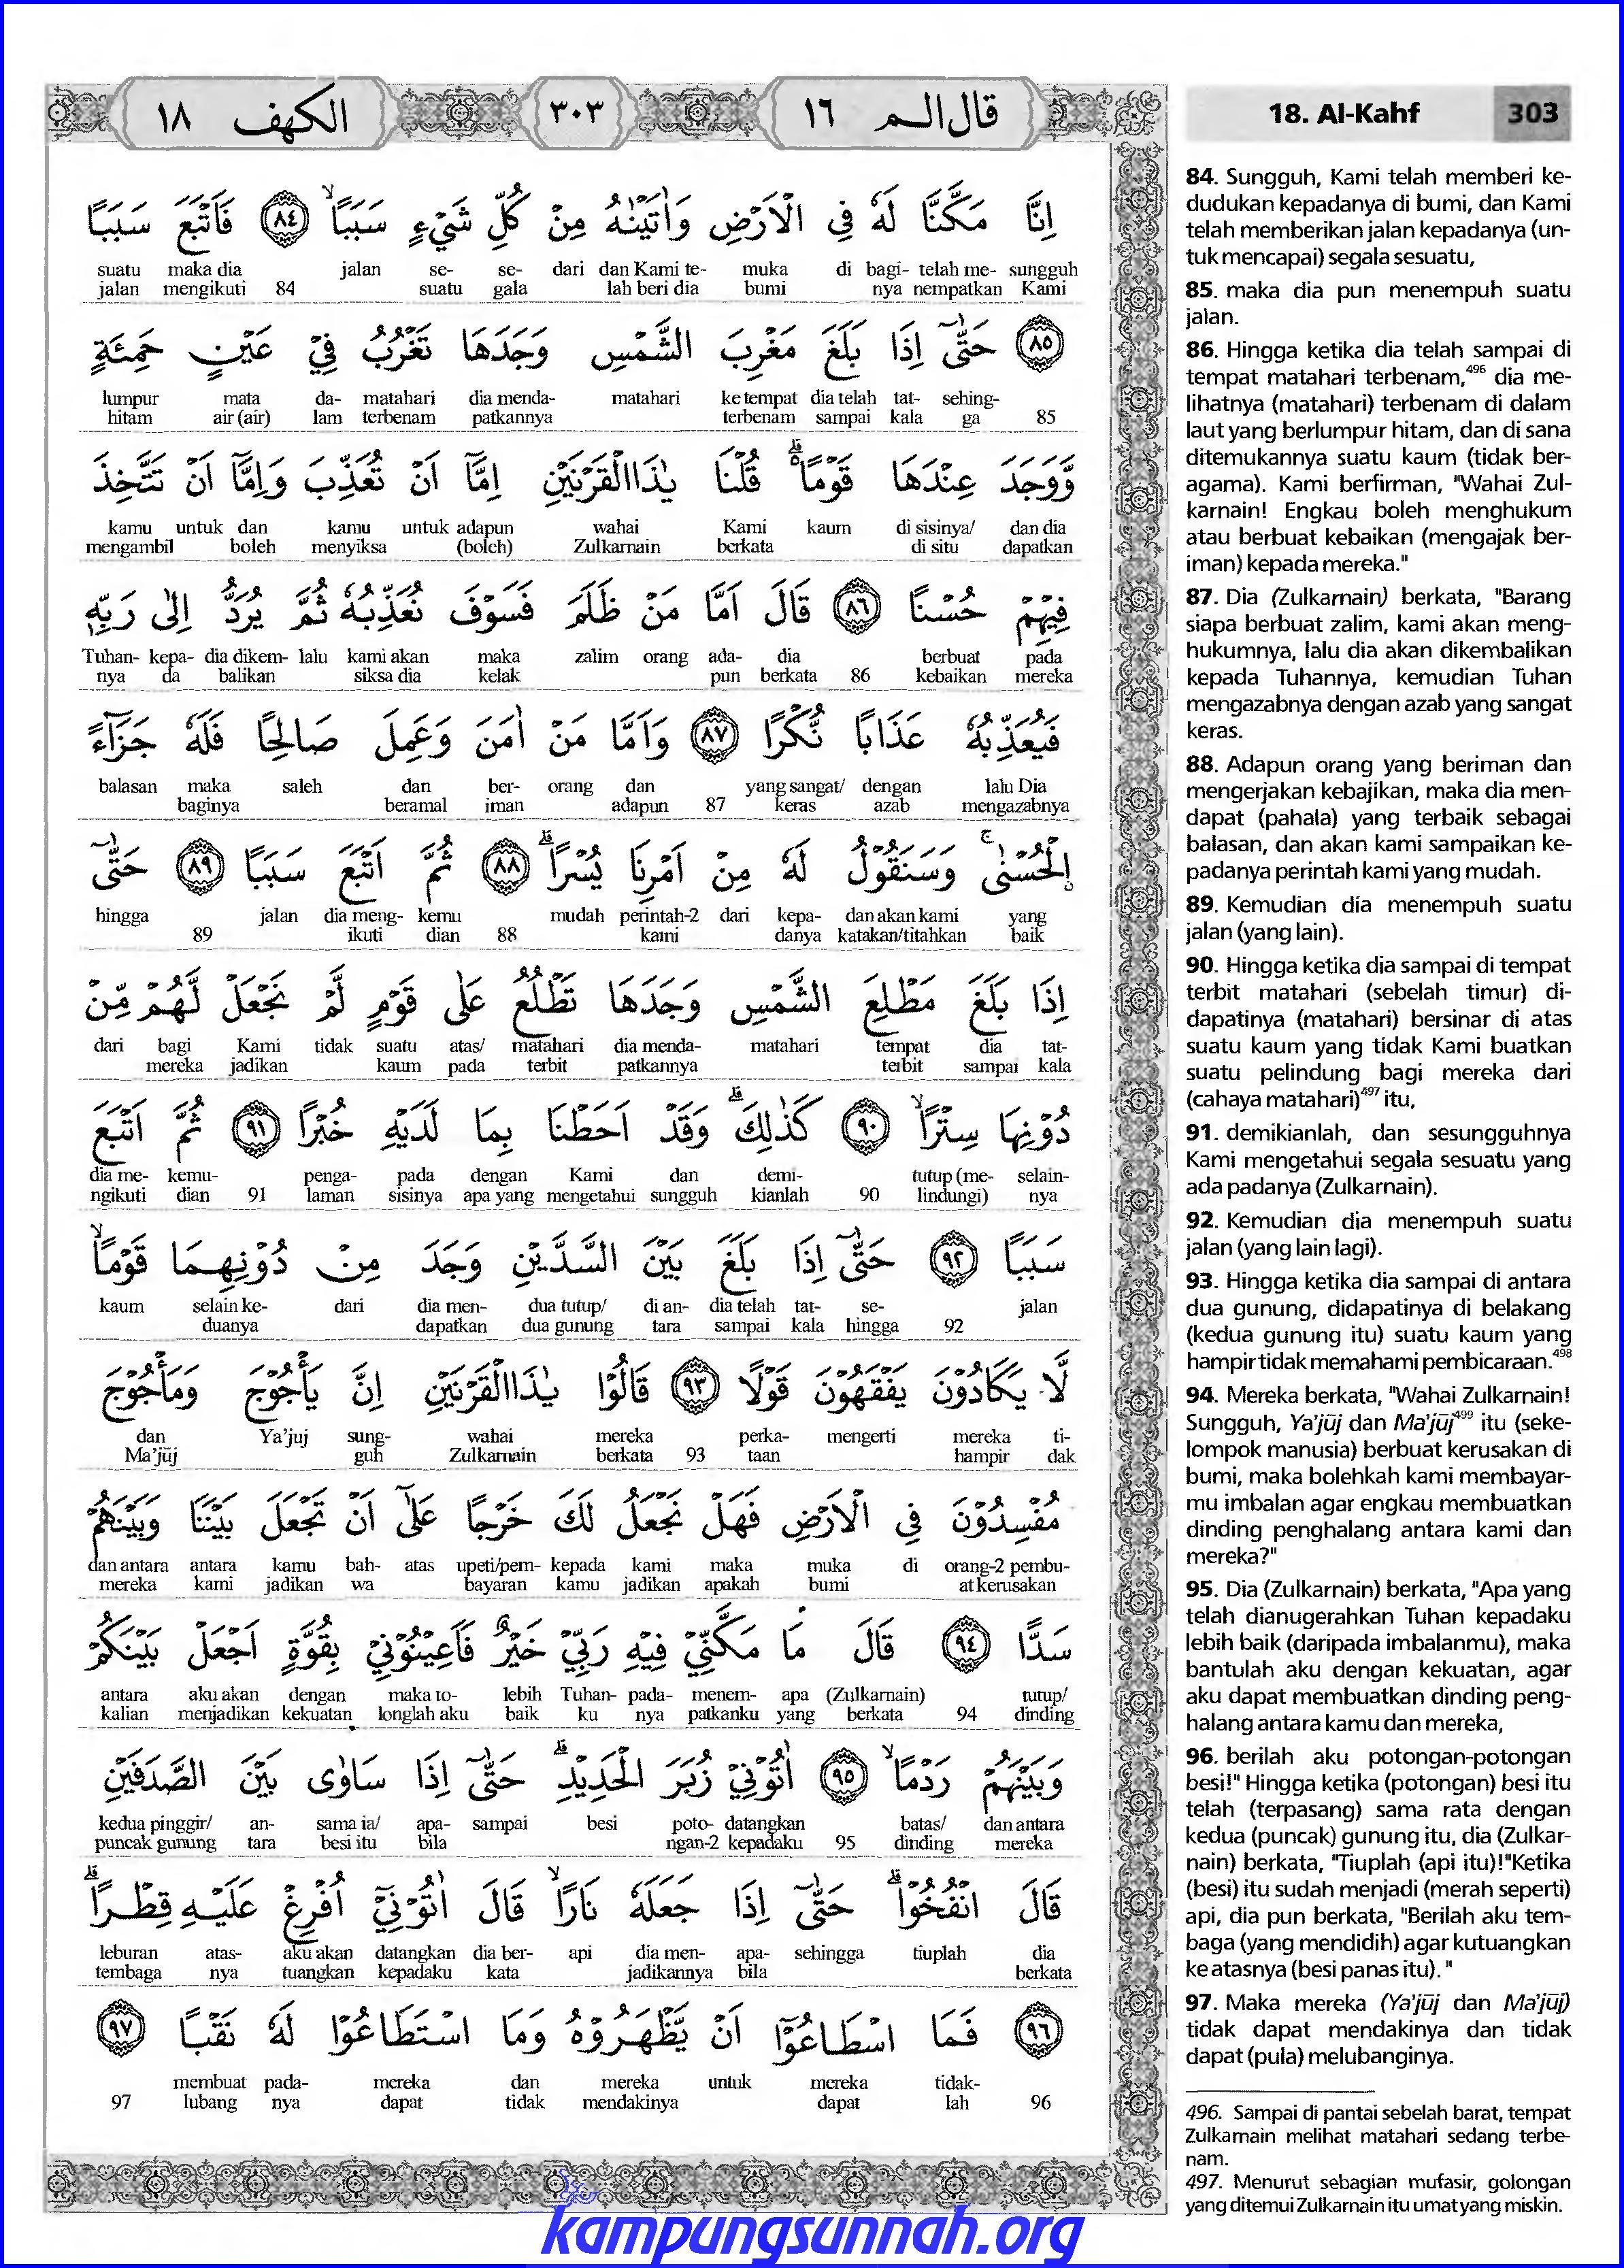 الكهف ١٨
٣٠٣
قال الم ١٦
18. Al-Kahf 303
اِنَّا مَكَّنَّا لَهٗ فِى الْاَرْضِ وَاٰتَيْنٰهُ مِنْ كُلِّ شَيْءٍ سَبَبًا ۙ ٨٤ فَاَتْبَعَ سَبَبًا
suatu maka dia jalan se- se- dari dan Kami te- muka di bagi- telah me- sungguh
jalan mengikuti 84 suatu gala lah beri dia bumi nya nempatkan Kami
٨٥ حَتّٰىٓ اِذَا بَلَغَ مَغْرِبَ الشَّمْسِ وَجَدَهَا تَغْرُبُ فِيْ عَيْنٍ حَمِئَةٍ
lumpur mata da- matahari dia menda- matahari ke tempat dia telah tat- sehing-
hitam air (air) lam terbenam patkannya terbenam sampai kala ga 85
وَّوَجَدَ عِنْدَهَا قَوْمًا ۗە قُلْنَا يٰذَا الْقَرْنَيْنِ اِمَّآ اَنْ تُعَذِّبَ وَاِمَّآ اَنْ تَتَّخِذَ
kamu untuk dan kamu untuk adapun wahai Kami kaum di sisinya/ dan dia
mengambil boleh menyiksa (boleh) Zulkarnain berkata di situ dapatkan
فِيْهِمْ حُسْنًا ٨٦ قَالَ اَمَّا مَنْ ظَلَمَ فَسَوْفَ نُعَذِّبُهٗ ثُمَّ يُرَدُّ اِلٰى رَبِّهٖ
Tuhan- kepa- dia dikem- lalu kami akan maka zalim orang ada- dia berbuat pada
nya da balikan siksa dia kelak pun berkata 86 kebaikan mereka
فَيُعَذِّبُهٗ عَذَابًا نُّكْرًا ٨٧ وَاَمَّا مَنْ اٰمَنَ وَعَمِلَ صَالِحًا فَلَهٗ جَزَاۤءً
balasan maka saleh dan ber- orang dan yang sangat/ dengan lalu Dia
baginya beramal iman adapun 87 keras azab mengazabnya
اِلْحُسْنٰىۚ وَسَنَقُوْلُ لَهٗ مِنْ اَمْرِنَا يُسْرًا ۗ ٨٨ ثُمَّ اَتْبَعَ سَبَبًا ٨٩ حَتّٰىٓ
hingga jalan dia meng- kemu mudah perintah-2 dari kepa- dan akan kami yang
89 ikuti dian 88 kami danya katakan/titahkan baik
اِذَا بَلَغَ مَطْلِعَ الشَّمْسِ وَجَدَهَا تَطْلُعُ عَلٰى قَوْمٍ لَّمْ نَجْعَلْ لَّهُمْ مِّنْ
dari bagi Kami tidak suatu atas/ matahari dia menda- matahari tempat dia tat-
mereka jadikan kaum pada terbit patkannya terbit sampai kala
دُوْنِهَا سِتْرًا ۙ ٩٠ كَذٰلِكَ ۗ وَقَدْ اَحَطْنَا بِمَا لَدَيْهِ خُبْرًا ٩١ ثُمَّ اَتْبَعَ
dia me- kemu- penga- pada dengan Kami dan demi- tutup (me- selain-
ngikuti dian 91 laman sisinya apa yang mengetahui sungguh kianlah 90 lindungi) nya
سَبَبًا ٩٢ حَتّٰىٓ اِذَا بَلَغَ بَيْنَ السَّدَّيْنِ وَجَدَ مِنْ دُوْنِهِمَا قَوْمًا ۙ
kaum selain ke- dari dia men- dua tutup/ di an- dia telah tat- se- jalan
duanya dapatkan dua gunung tara sampai kala hingga 92
لَّا يَكَادُوْنَ يَفْقَهُوْنَ قَوْلًا ٩٣ قَالُوْا يٰذَا الْقَرْنَيْنِ اِنَّ يَأْجُوْجَ وَمَأْجُوْجَ
dan Ya'juj sung- wahai mereka perka- mengerti mereka ti-
Ma'jūj guh Zulkarnain berkata 93 taan hampir dak
مُفْسِدُوْنَ فِى الْاَرْضِ فَهَلْ نَجْعَلُ لَكَ خَرْجًا عَلٰٓى اَنْ تَجْعَلَ بَيْنَنَا وَبَيْنَهُمْ
dan antara antara kamu bah- atas upeti/pem- kepada kami maka muka di orang-2 pembu-
mereka kami jadikan wa bayaran kamu jadikan apakah bumi at kerusakan
سَدًّا ٩٤ قَالَ مَا مَكَّنِّيْ فِيْهِ رَبِّيْ خَيْرٌ فَاَعِيْنُوْنِيْ بِقُوَّةٍ اَجْعَلْ بَيْنَكُمْ
antara aku akan dengan maka to- lebih Tuhan- pada- menem- apa (Zulkarnain) tutup/
kalian menjadikan kekuatan longlah aku baik ku nya patkanku yang berkata 94 dinding
وَبَيْنَهُمْ رَدْمًا ۙ ٩٥ اٰتُوْنِيْ زُبَرَ الْحَدِيْدِ ۗ حَتّٰىٓ اِذَا سَاوٰى بَيْنَ الصَّدَفَيْنِ
kedua pinggir/ an- sama ia/ apa- sampai besi poto- datangkan batas/ dan antara
puncak gunung tara besi itu bila ngan-2 kepadaku 95 dinding mereka
قَالَ انْفُخُوْا ۗ حَتّٰىٓ اِذَا جَعَلَهٗ نَارًا ۙ قَالَ اٰتُوْنِيْٓ اُفْرِغْ عَلَيْهِ قِطْرًا ۗ
leburan atas- aku akan datangkan dia ber- api dia men- apa- sehingga tiuplah dia
tembaga nya tuangkan kepadaku kata jadikannya bila berkata
٩٦ فَمَا اسْطَاعُوْٓا اَنْ يَّظْهَرُوْهُ وَمَا اسْتَطَاعُوْا لَهٗ نَقْبًا ٩٧
membuat pada- mereka dan mereka untuk mereka tidak-
97 lubang nya dapat tidak mendakinya dapat lah 96
84. Sungguh, Kami telah memberi ke-
dudukan kepadanya di bumi, dan Kami
telah memberikan jalan kepadanya (un-
tuk mencapai) segala sesuatu,
85. maka dia pun menempuh suatu
jalan.
86. Hingga ketika dia telah sampai di
tempat matahari terbenam,496 dia me-
lihatnya (matahari) terbenam di dalam
laut yang berlumpur hitam, dan di sana
ditemukannya suatu kaum (tidak ber-
agama). Kami berfirman, "Wahai Zul-
karnain! Engkau boleh menghukum
atau berbuat kebaikan (mengajak ber-
iman) kepada mereka."
87. Dia (Zulkarnain) berkata, "Barang
siapa berbuat zalim, kami akan meng-
hukumnya, lalu dia akan dikembalikan
kepada Tuhannya, kemudian Tuhan
mengazabnya dengan azab yang sangat
keras.
88. Adapun orang yang beriman dan
mengerjakan kebajikan, maka dia men-
dapat (pahala) yang terbaik sebagai
balasan, dan akan kami sampaikan ke-
padanya perintah kami yang mudah.
89. Kemudian dia menempuh suatu
jalan (yang lain).
90. Hingga ketika dia sampai di tempat
terbit matahari (sebelah timur) di-
dapatinya (matahari) bersinar di atas
suatu kaum yang tidak Kami buatkan
suatu pelindung bagi mereka dari
(cahaya matahari)497 itu,
91. demikianlah, dan sesungguhnya
Kami mengetahui segala sesuatu yang
ada padanya (Zulkarnain).
92. Kemudian dia menempuh suatu
jalan (yang lain lagi).
93. Hingga ketika dia sampai di antara
dua gunung, didapatinya di belakang
(kedua gunung itu) suatu kaum yang
hampir tidak memahami pembicaraan.498
94. Mereka berkata, "Wahai Zulkarnain!
Sungguh, Ya'jūj dan Ma'jūj499 itu (seke-
lompok manusia) berbuat kerusakan di
bumi, maka bolehkah kami membayar-
mu imbalan agar engkau membuatkan
dinding penghalang antara kami dan
mereka?"
95. Dia (Zulkarnain) berkata, "Apa yang
telah dianugerahkan Tuhan kepadaku
lebih baik (daripada imbalanmu), maka
bantulah aku dengan kekuatan, agar
aku dapat membuatkan dinding peng-
halang antara kamu dan mereka,
96. berilah aku potongan-potongan
besi!" Hingga ketika (potongan) besi itu
telah (terpasang) sama rata dengan
kedua (puncak) gunung itu, dia (Zulkar-
nain) berkata, "Tiuplah (api itu)!"Ketika
(besi) itu sudah menjadi (merah seperti)
api, dia pun berkata, "Berilah aku tem-
baga (yang mendidih) agar kutuangkan
ke atasnya (besi panas itu). "
97. Maka mereka (Ya'jūj dan Ma'jūj)
tidak dapat mendakinya dan tidak
dapat (pula) melubanginya.
496. Sampai di pantai sebelah barat, tempat
Zulkarnain melihat matahari sedang terbe-
nam.
497. Menurut sebagian mufasir, golongan
yang ditemui Zulkarnain itu umat yang miskin.
kampungsunnah.org